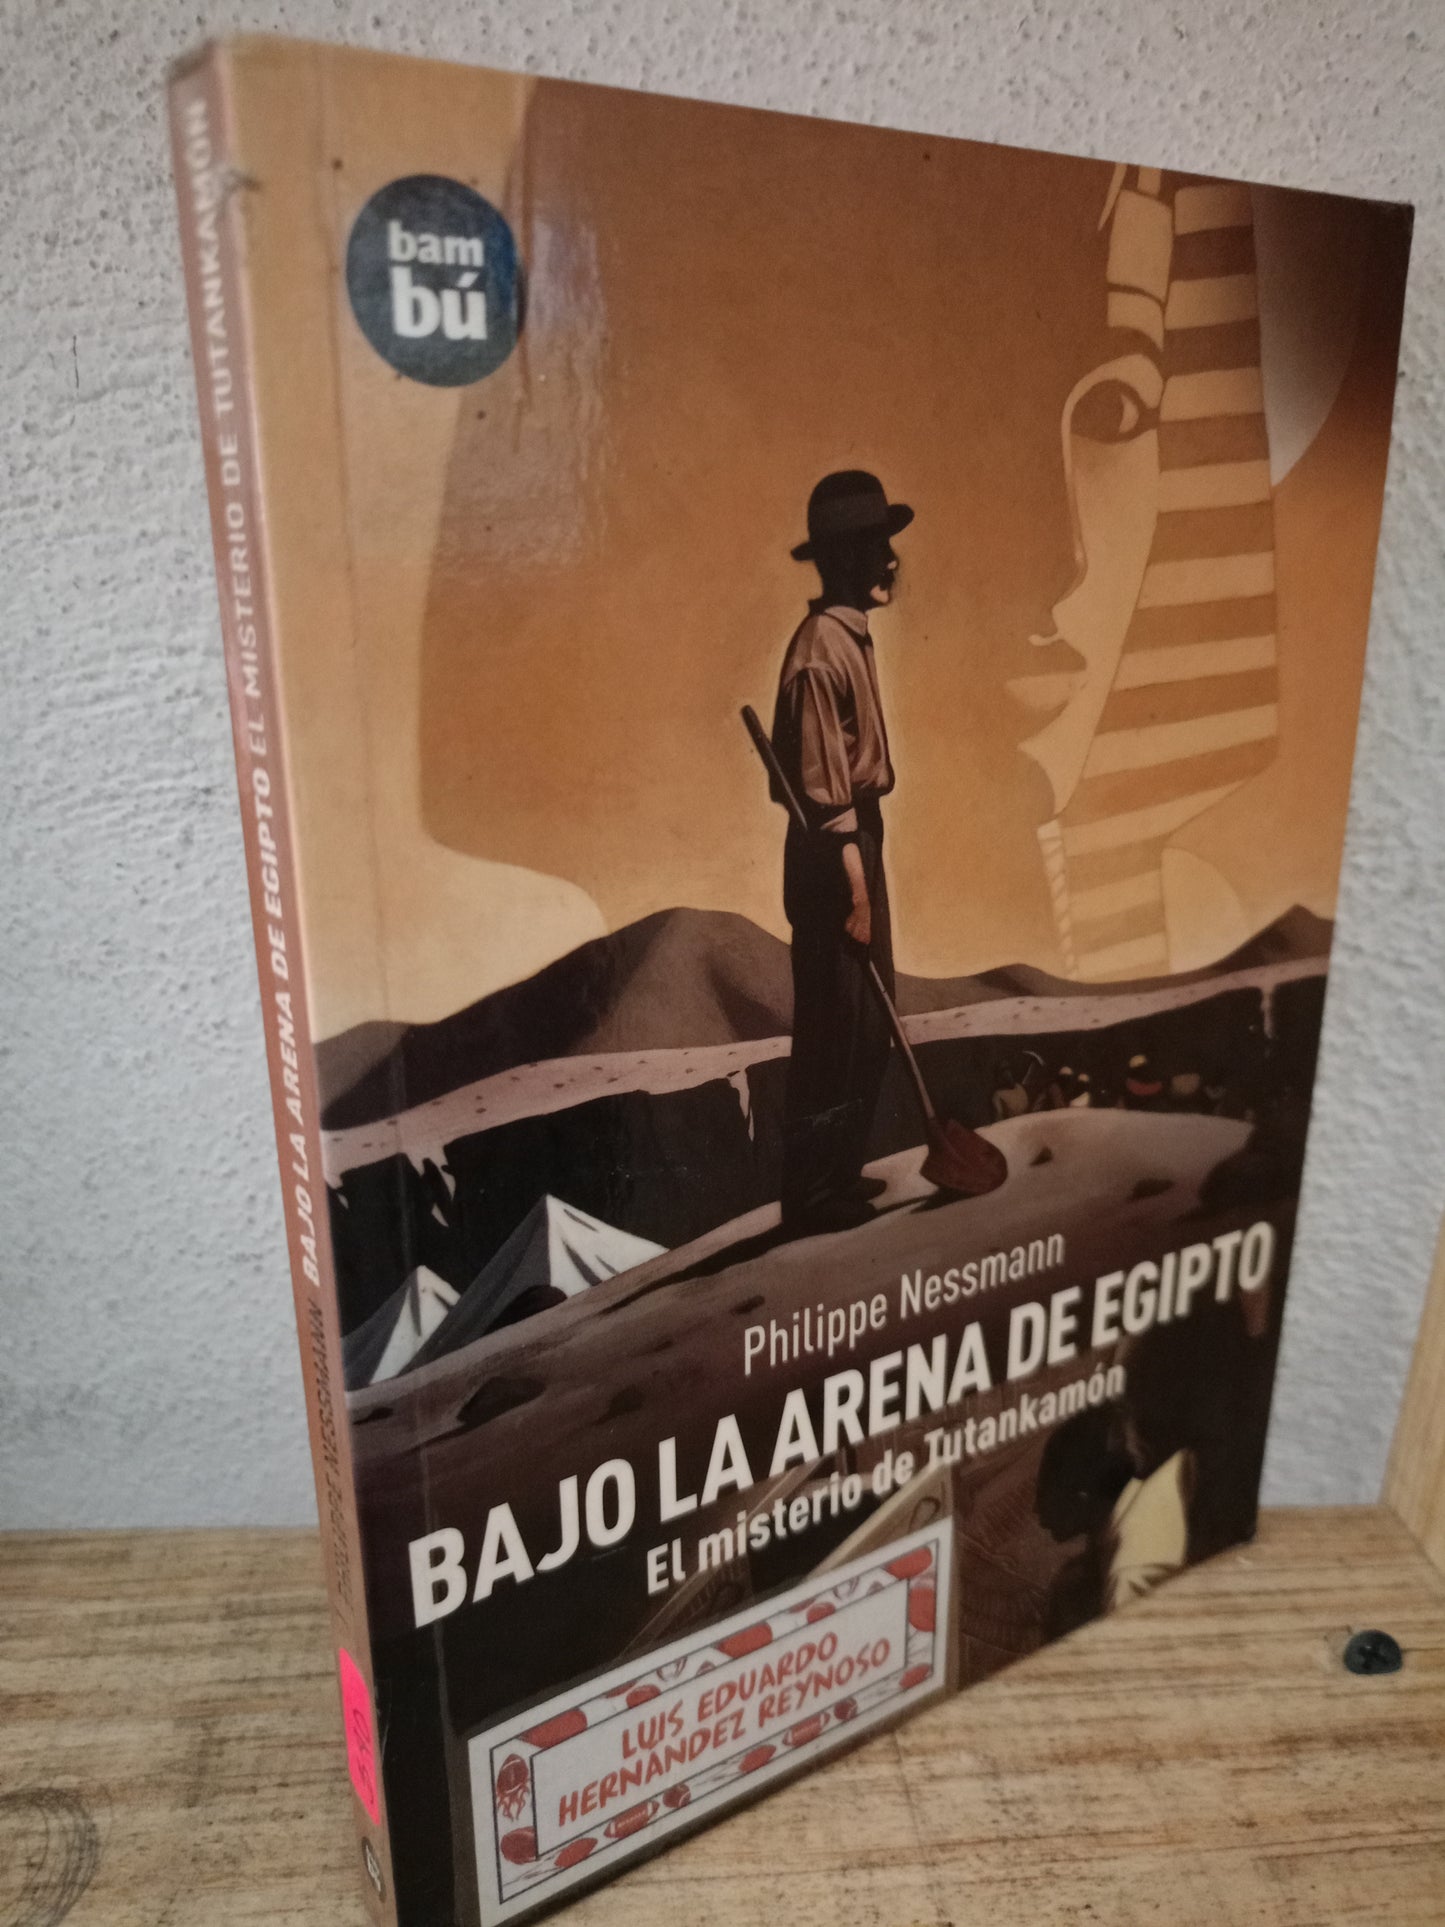 bam
bú
Philippe Nessmann
BAJO LA ARENA DE EGIPTO
El misterio de Tutankamón
LUIS EDUARDO
HERNÁNDEZ REYNOSO
PHILIPPE NESSMANN BAJO LA ARENA DE EGIPTO EL MISTERIO DE TUTANKAMÓN